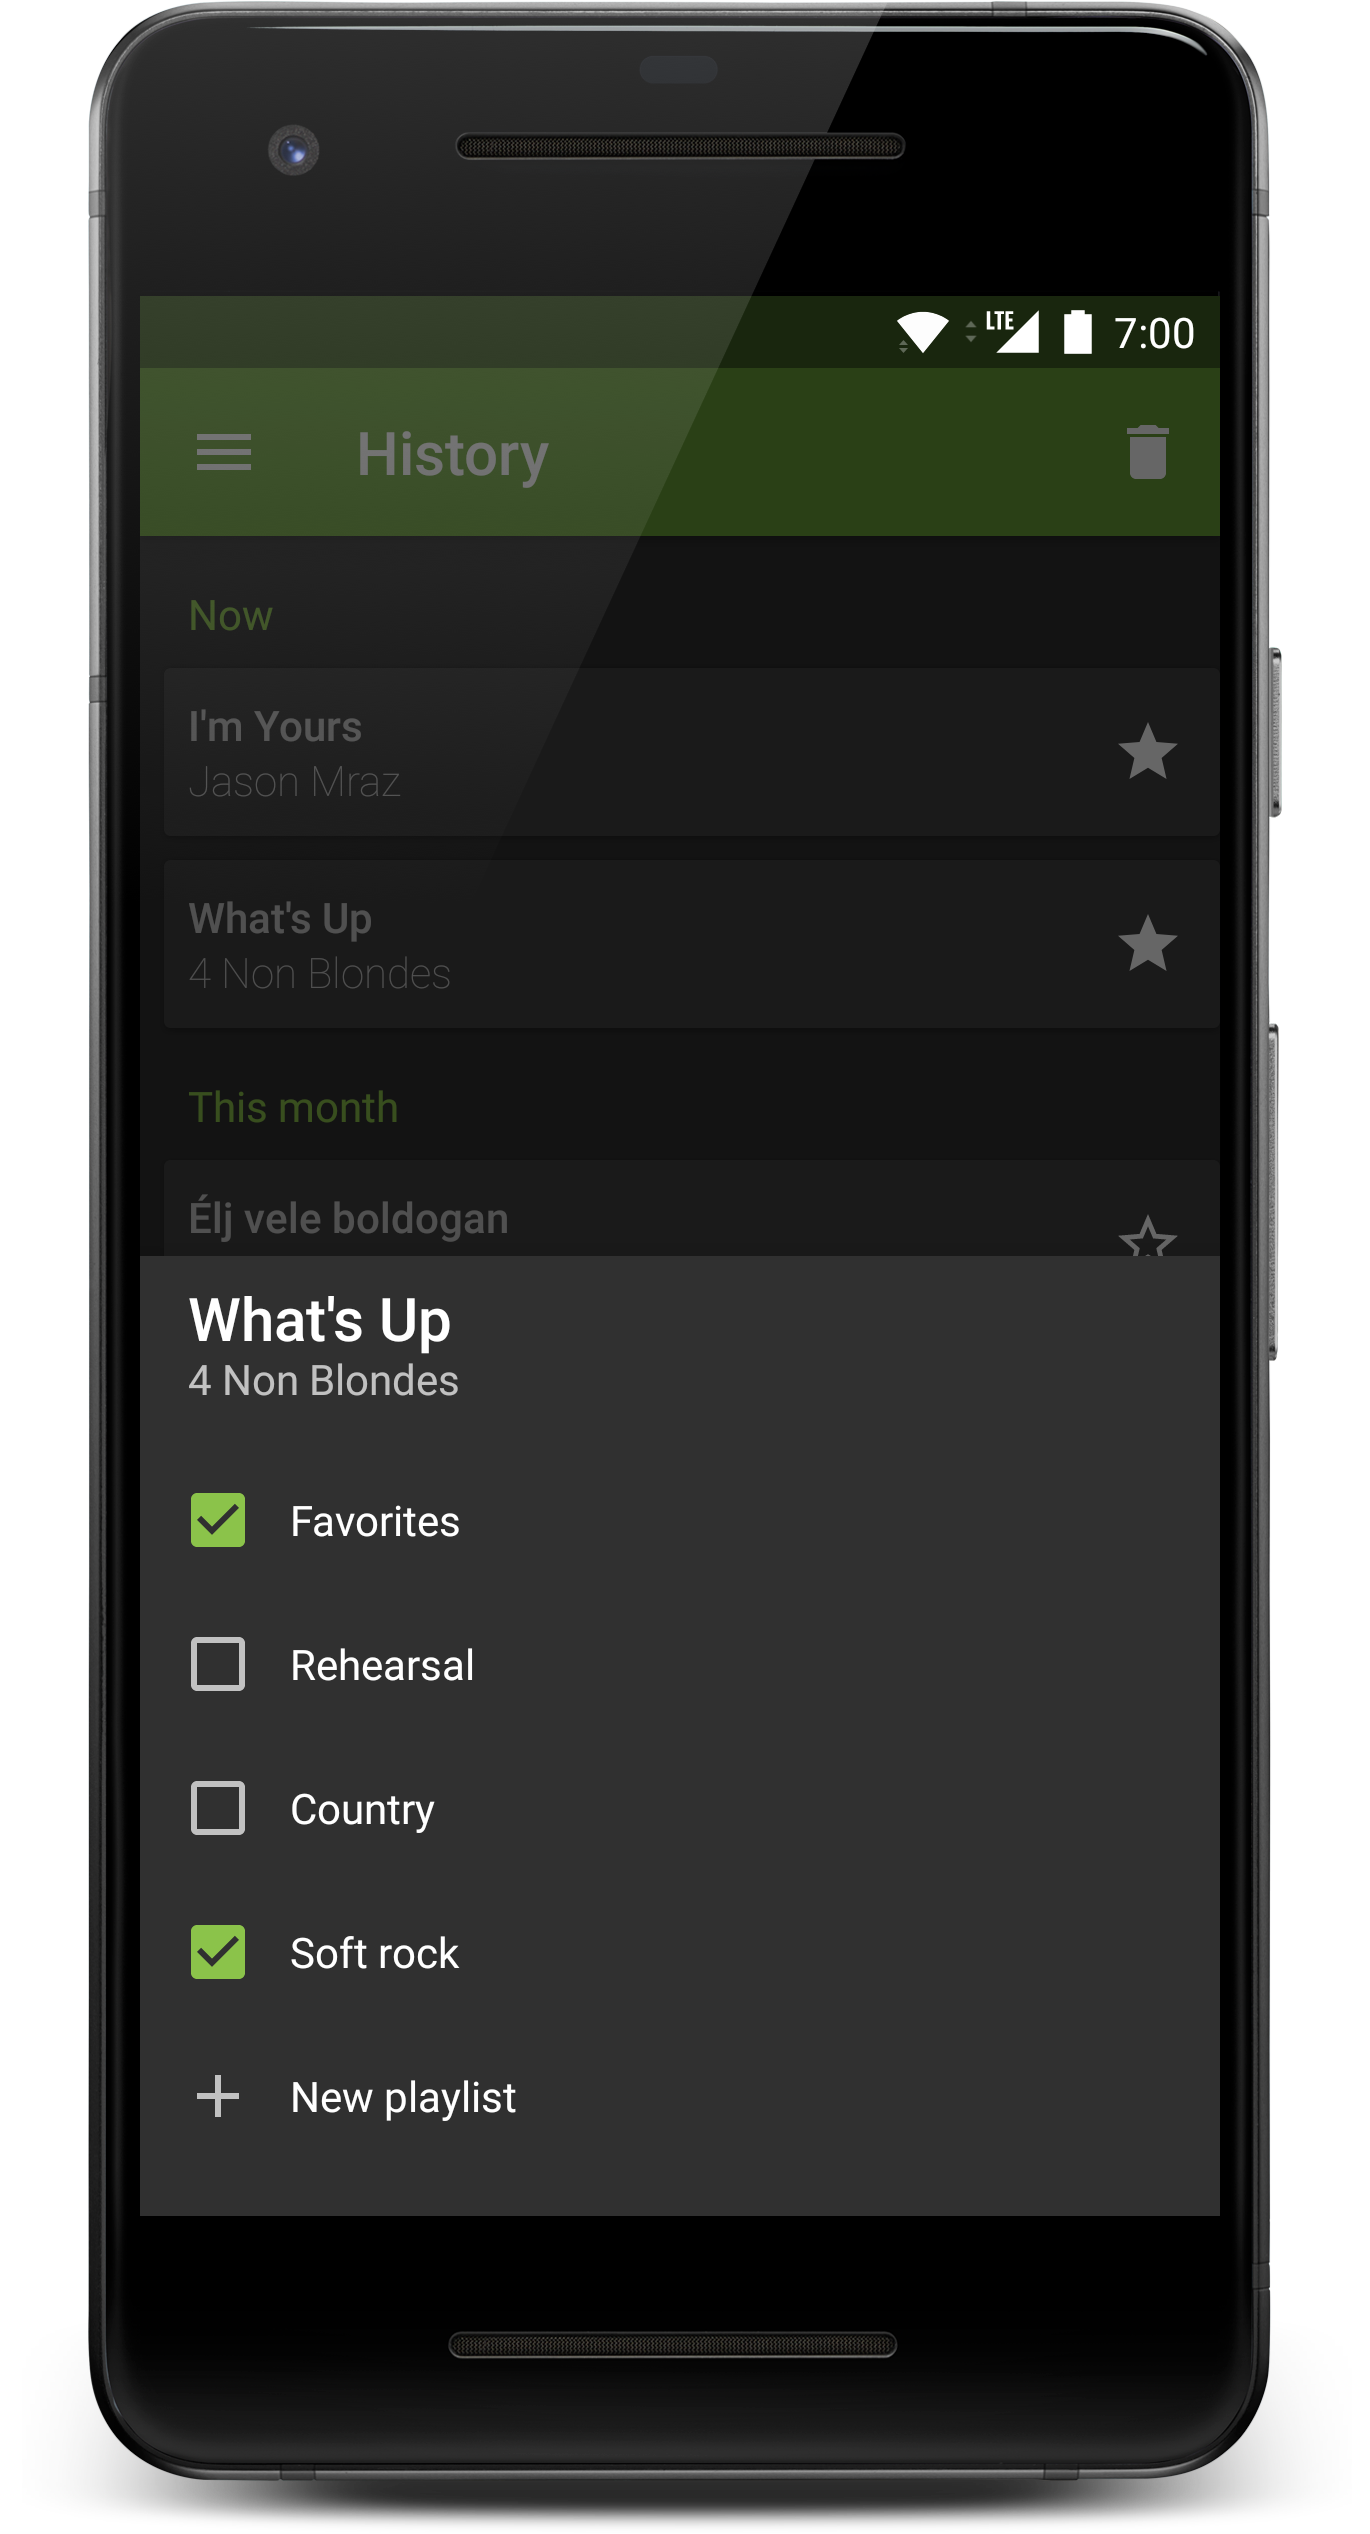 LTE 7:00
History
Now
I'm Yours
Jason Mraz
What's Up
4 Non Blondes
This month
Élj vele boldogan
What's Up
4 Non Blondes
Favorites
Rehearsal
Country
Soft rock
New playlist